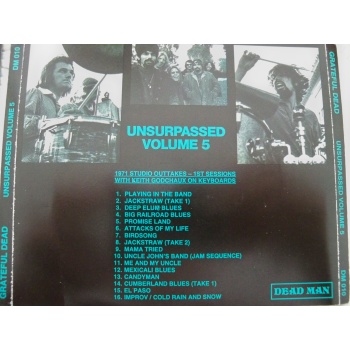 UNSURPASSED
VOLUME 5
1971 STUDIO OUTTAKES – 1ST SESSIONS
WITH KEITH GODCHAUX ON KEYBOARDS
1. PLAYING IN THE BAND
2. JACKSTRAW (TAKE 1)
3. DEEP ELUM BLUES
4. BIG RAILROAD BLUES
5. PROMISE LAND
6. ATTACKS OF MY LIFE
7. BIRDSONG
8. JACKSTRAW (TAKE 2)
9. MAMA TRIED
10. UNCLE JOHN'S BAND (JAM SEQUENCE)
11. ME AND MY UNCLE
12. MEXICALI BLUES
13. CANDYMAN
14. CUMBERLAND BLUES (TAKE 1)
15. EL PASO
16. IMPROV / COLD RAIN AND SNOW
DEAD MAN
GRATEFUL DEAD
UNSURPASSED VOLUME 5
DM 010
GRATEFUL DEAD
UNSURPASSED VOLUME 5
DM 010